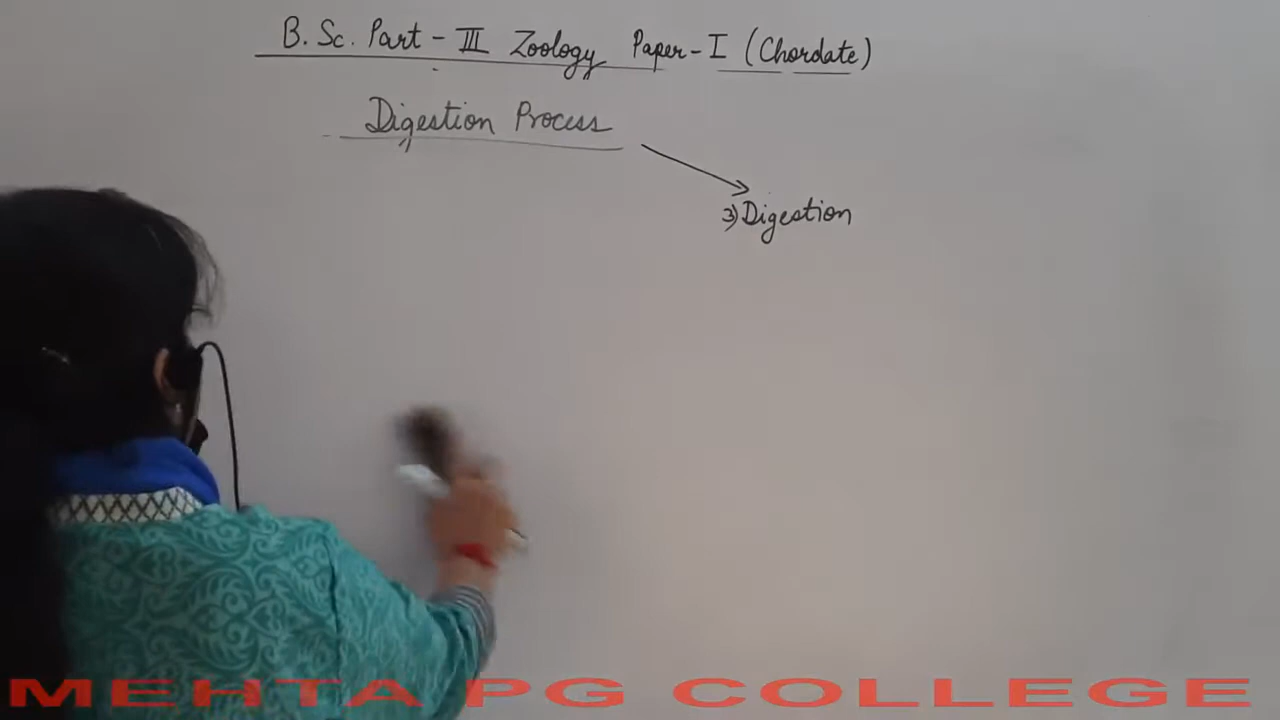 B. Sc. Part - III Zoology Paper - I (Chordate)
Digestion Process
3) Digestion
MEHTA PG COLLEGE